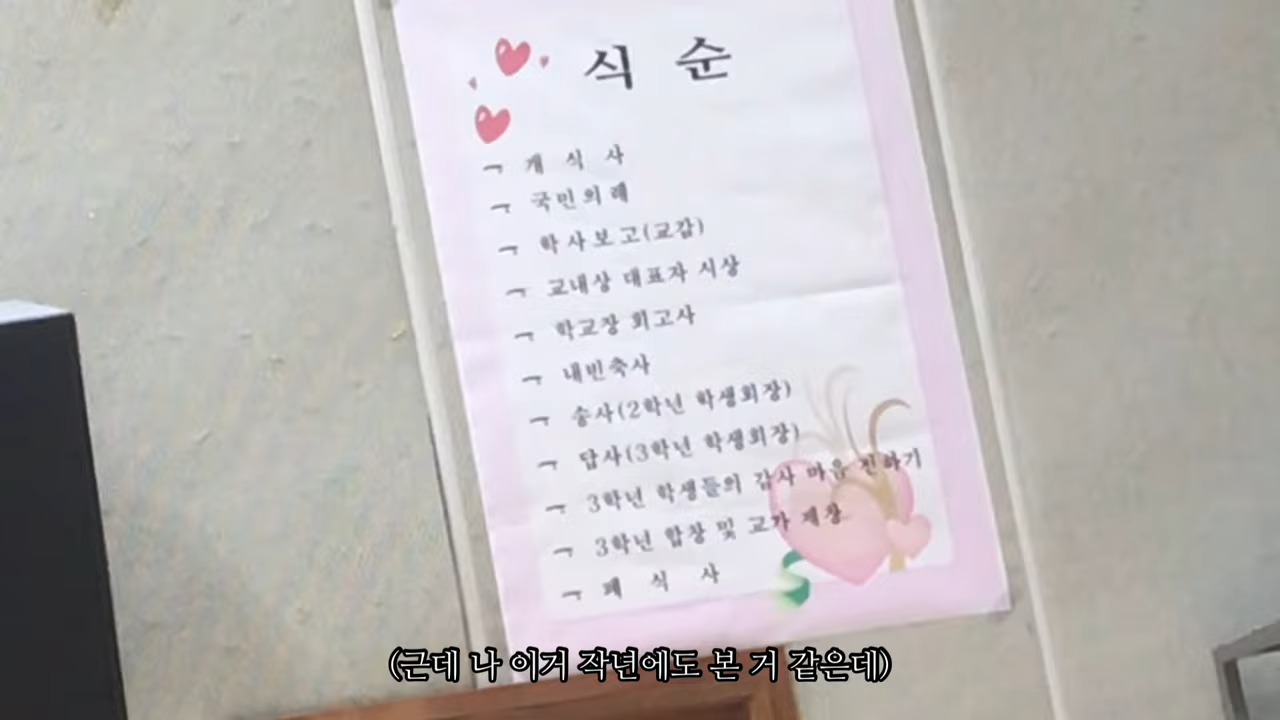 식 순
ㄱ 개 식 사
ㄱ 국민의례
ㄱ 학사보고(교감)
ㄱ 교내상 대표자 시상
ㄱ 학교장 회고사
ㄱ 내빈축사
ㄱ 송사(2학년 학생회장)
ㄱ 답사(3학년 학생회장)
ㄱ 3학년 학생들의 감사 마음 전하기
ㄱ 3학년 합창 및 교가 제창
ㄱ 폐 식 사
(근데 나 이거 작년에도 본 거 같은데)